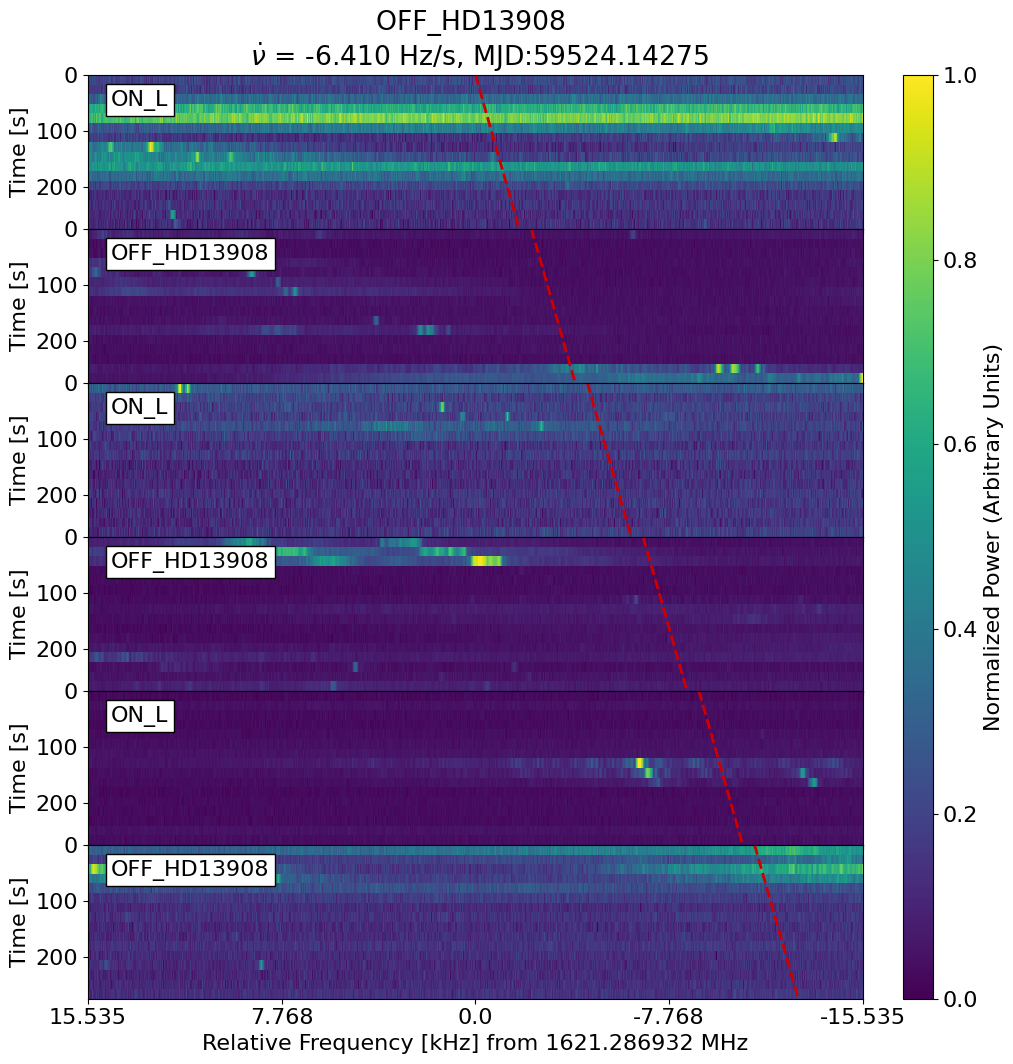 OFF_HD13908
ν̇ = -6.410 Hz/s, MJD:59524.14275
ON_L
OFF_HD13908
ON_L
OFF_HD13908
ON_L
OFF_HD13908
Time [s]
0
100
200
Time [s]
0
100
200
Time [s]
0
100
200
Time [s]
0
100
200
Time [s]
0
100
200
Time [s]
0
100
200
15.535 7.768 0.0 -7.768 -15.535
Relative Frequency [kHz] from 1621.286932 MHz
1.0
0.8
0.6
0.4
0.2
0.0
Normalized Power (Arbitrary Units)